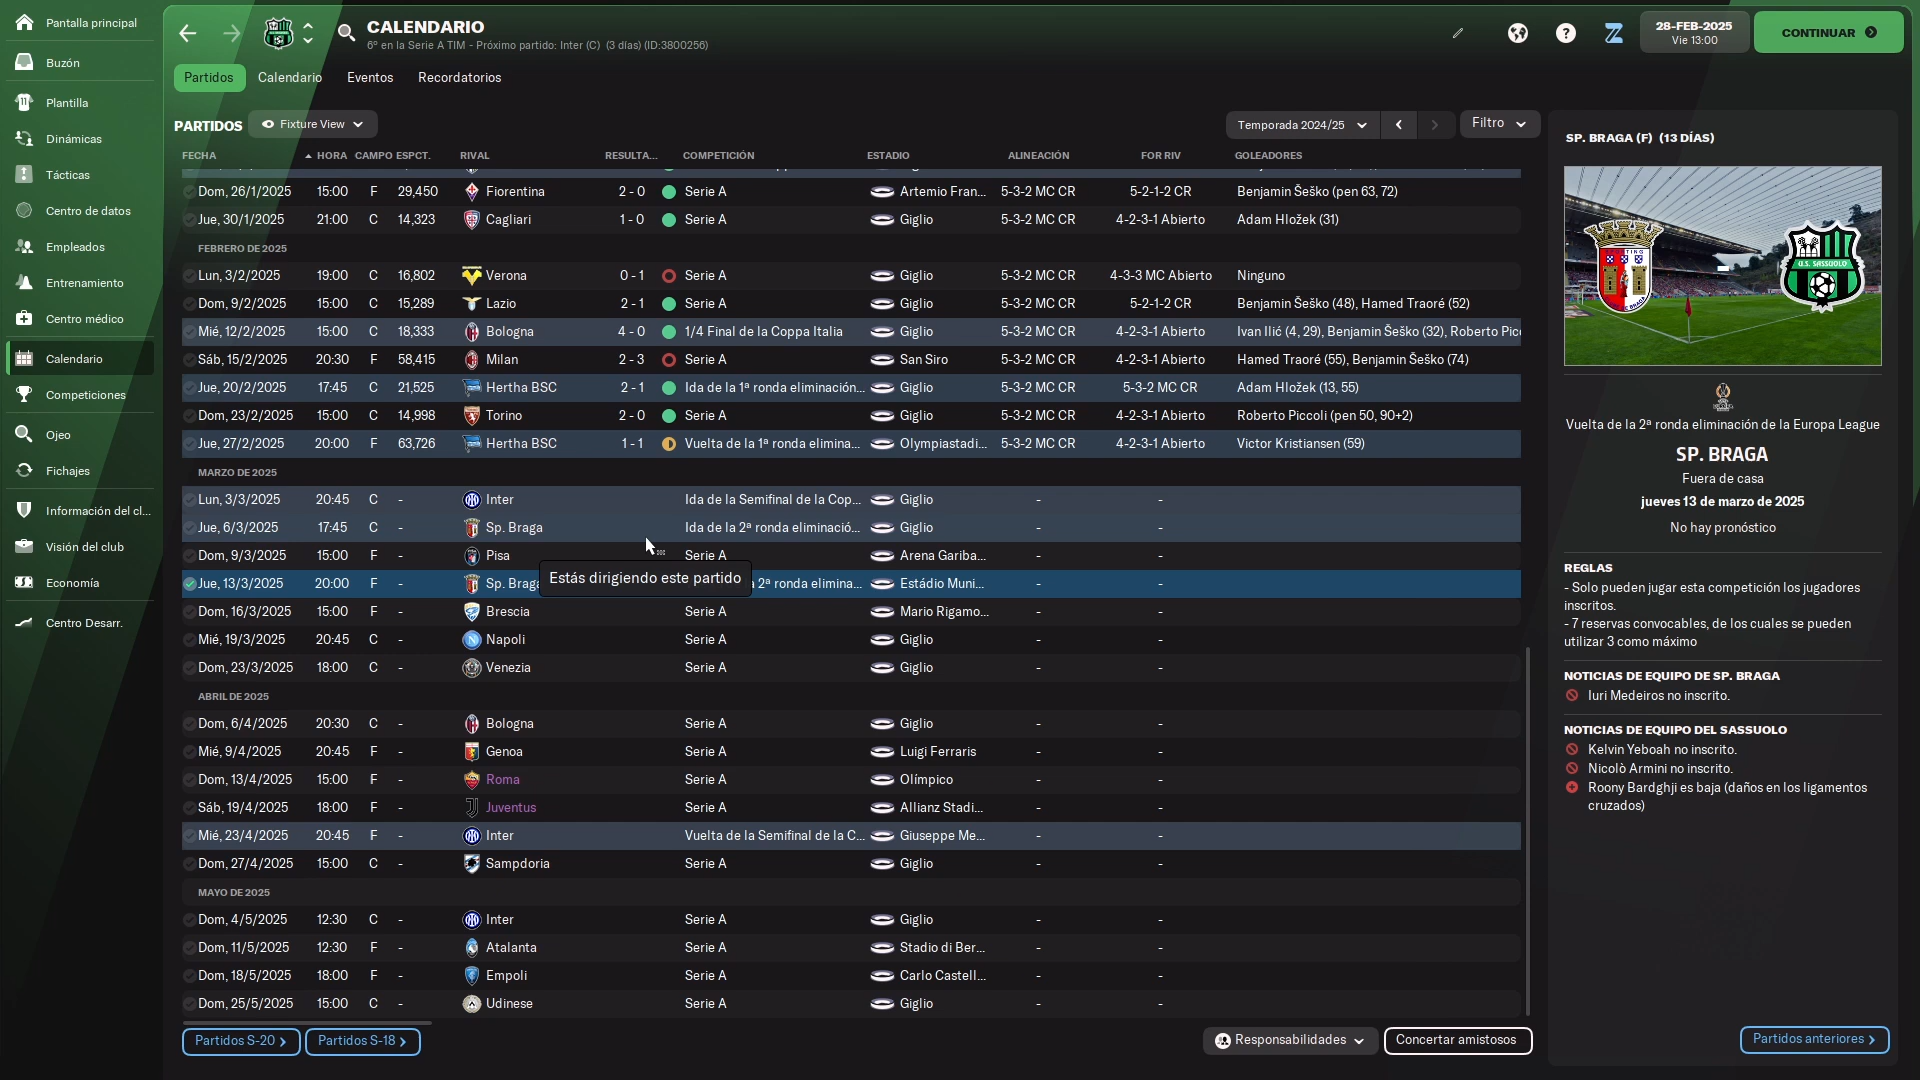 Pantalla principal
Buzón
Plantilla
Dinámicas
Tácticas
Centro de datos
Empleados
Entrenamiento
Centro médico
Calendario
Competiciones
Ojeo
Fichajes
Información del cl...
Visión del club
Economía
Centro Desarr.
CALENDARIO
6º en la Serie A TIM - Próximo partido: Inter (C) (3 días) (ID:3800256)
28-FEB-2025
Vie 13:00
CONTINUAR
Partidos Calendario Eventos Recordatorios
PARTIDOS Fixture View Temporada 2024/25 Filtro
FECHA HORA CAMPO ESPCT. RIVAL RESULTA... COMPETICIÓN ESTADIO ALINEACIÓN FOR RIV GOLEADORES
Dom, 26/1/2025 15:00 F 29,450 Fiorentina 2 - 0 Serie A Artemio Fran... 5-3-2 MC CR 5-2-1-2 CR Benjamin Šeško (pen 63, 72)
Jue, 30/1/2025 21:00 C 14,323 Cagliari 1 - 0 Serie A Giglio 5-3-2 MC CR 4-2-3-1 Abierto Adam Hložek (31)
FEBRERO DE 2025
Lun, 3/2/2025 19:00 C 16,802 Verona 0 - 1 Serie A Giglio 5-3-2 MC CR 4-3-3 MC Abierto Ninguno
Dom, 9/2/2025 15:00 C 15,289 Lazio 2 - 1 Serie A Giglio 5-3-2 MC CR 5-2-1-2 CR Benjamin Šeško (48), Hamed Traoré (52)
Mié, 12/2/2025 15:00 C 18,333 Bologna 4 - 0 1/4 Final de la Coppa Italia Giglio 5-3-2 MC CR 4-2-3-1 Abierto Ivan Ilić (4, 29), Benjamin Šeško (32), Roberto Picc
Sáb, 15/2/2025 20:30 F 58,415 Milan 2 - 3 Serie A San Siro 5-3-2 MC CR 4-2-3-1 Abierto Hamed Traoré (55), Benjamin Šeško (74)
Jue, 20/2/2025 17:45 C 21,525 Hertha BSC 2 - 1 Ida de la 1ª ronda eliminación... Giglio 5-3-2 MC CR 5-3-2 MC CR Adam Hložek (13, 55)
Dom, 23/2/2025 15:00 C 14,998 Torino 2 - 0 Serie A Giglio 5-3-2 MC CR 4-2-3-1 Abierto Roberto Piccoli (pen 50, 90+2)
Jue, 27/2/2025 20:00 F 63,726 Hertha BSC 1 - 1 Vuelta de la 1ª ronda elimina... Olympiastadi... 5-3-2 MC CR 4-2-3-1 Abierto Victor Kristiansen (59)
MARZO DE 2025
Lun, 3/3/2025 20:45 C - Inter Ida de la Semifinal de la Cop... Giglio - -
Jue, 6/3/2025 17:45 C - Sp. Braga Ida de la 2ª ronda eliminació... Giglio - -
Dom, 9/3/2025 15:00 F - Pisa Serie A Arena Gariba... - -
Jue, 13/3/2025 20:00 F - Sp. Braga a 2ª ronda elimina... Estádio Muni... - -
Estás dirigiendo este partido
Dom, 16/3/2025 15:00 F - Brescia Serie A Mario Rigamo... - -
Mié, 19/3/2025 20:45 C - Napoli Serie A Giglio - -
Dom, 23/3/2025 18:00 C - Venezia Serie A Giglio - -
ABRIL DE 2025
Dom, 6/4/2025 20:30 C - Bologna Serie A Giglio - -
Mié, 9/4/2025 20:45 F - Genoa Serie A Luigi Ferraris - -
Dom, 13/4/2025 15:00 F - Roma Serie A Olímpico - -
Sáb, 19/4/2025 18:00 F - Juventus Serie A Allianz Stadi... - -
Mié, 23/4/2025 20:45 F - Inter Vuelta de la Semifinal de la C... Giuseppe Me... - -
Dom, 27/4/2025 15:00 C - Sampdoria Serie A Giglio - -
MAYO DE 2025
Dom, 4/5/2025 12:30 C - Inter Serie A Giglio - -
Dom, 11/5/2025 12:30 F - Atalanta Serie A Stadio di Ber... - -
Dom, 18/5/2025 18:00 F - Empoli Serie A Carlo Castell... - -
Dom, 25/5/2025 15:00 C - Udinese Serie A Giglio - -
Partidos S-20 Partidos S-18 Responsabilidades Concertar amistosos
SP. BRAGA (F) (13 DÍAS)
U.S. SASSUOLO
Vuelta de la 2ª ronda eliminación de la Europa League
SP. BRAGA
Fuera de casa
jueves 13 de marzo de 2025
No hay pronóstico
REGLAS
- Solo pueden jugar esta competición los jugadores
inscritos.
- 7 reservas convocables, de los cuales se pueden
utilizar 3 como máximo
NOTICIAS DE EQUIPO DE SP. BRAGA
Iuri Medeiros no inscrito.
NOTICIAS DE EQUIPO DEL SASSUOLO
Kelvin Yeboah no inscrito.
Nicolò Armini no inscrito.
Roony Bardghji es baja (daños en los ligamentos
cruzados)
Partidos anteriores